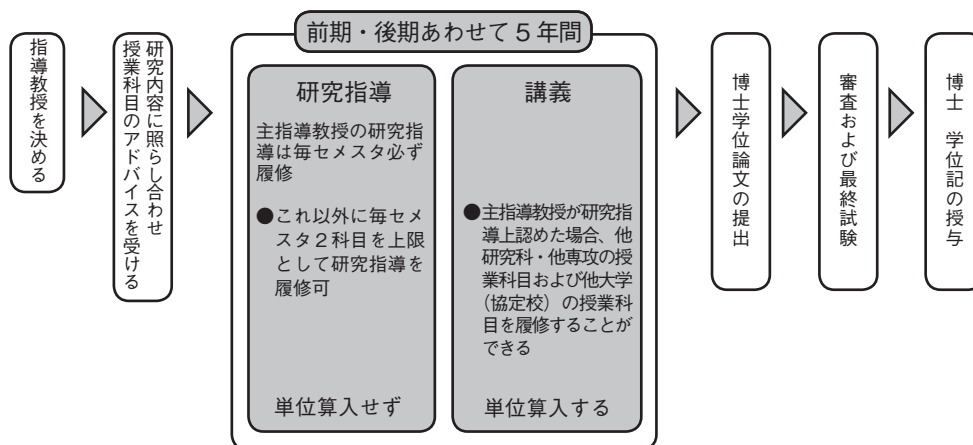 指導教授を決める
研究内容に照らし合わせ
授業科目のアドバイスを受ける
前期・後期あわせて5年間
研究指導
主指導教授の研究指
導は毎セメスタ必ず
履修
●これ以外に毎セメ
スタ2科目を上限
として研究指導を
履修可
単位算入せず
講義
●主指導教授が研究指
導上認めた場合、他
研究科・他専攻の授
業科目および他大学
（協定校）の授業科
目を履修することが
できる
単位算入する
博士学位論文の提出
審査および最終試験
博士 学位記の授与